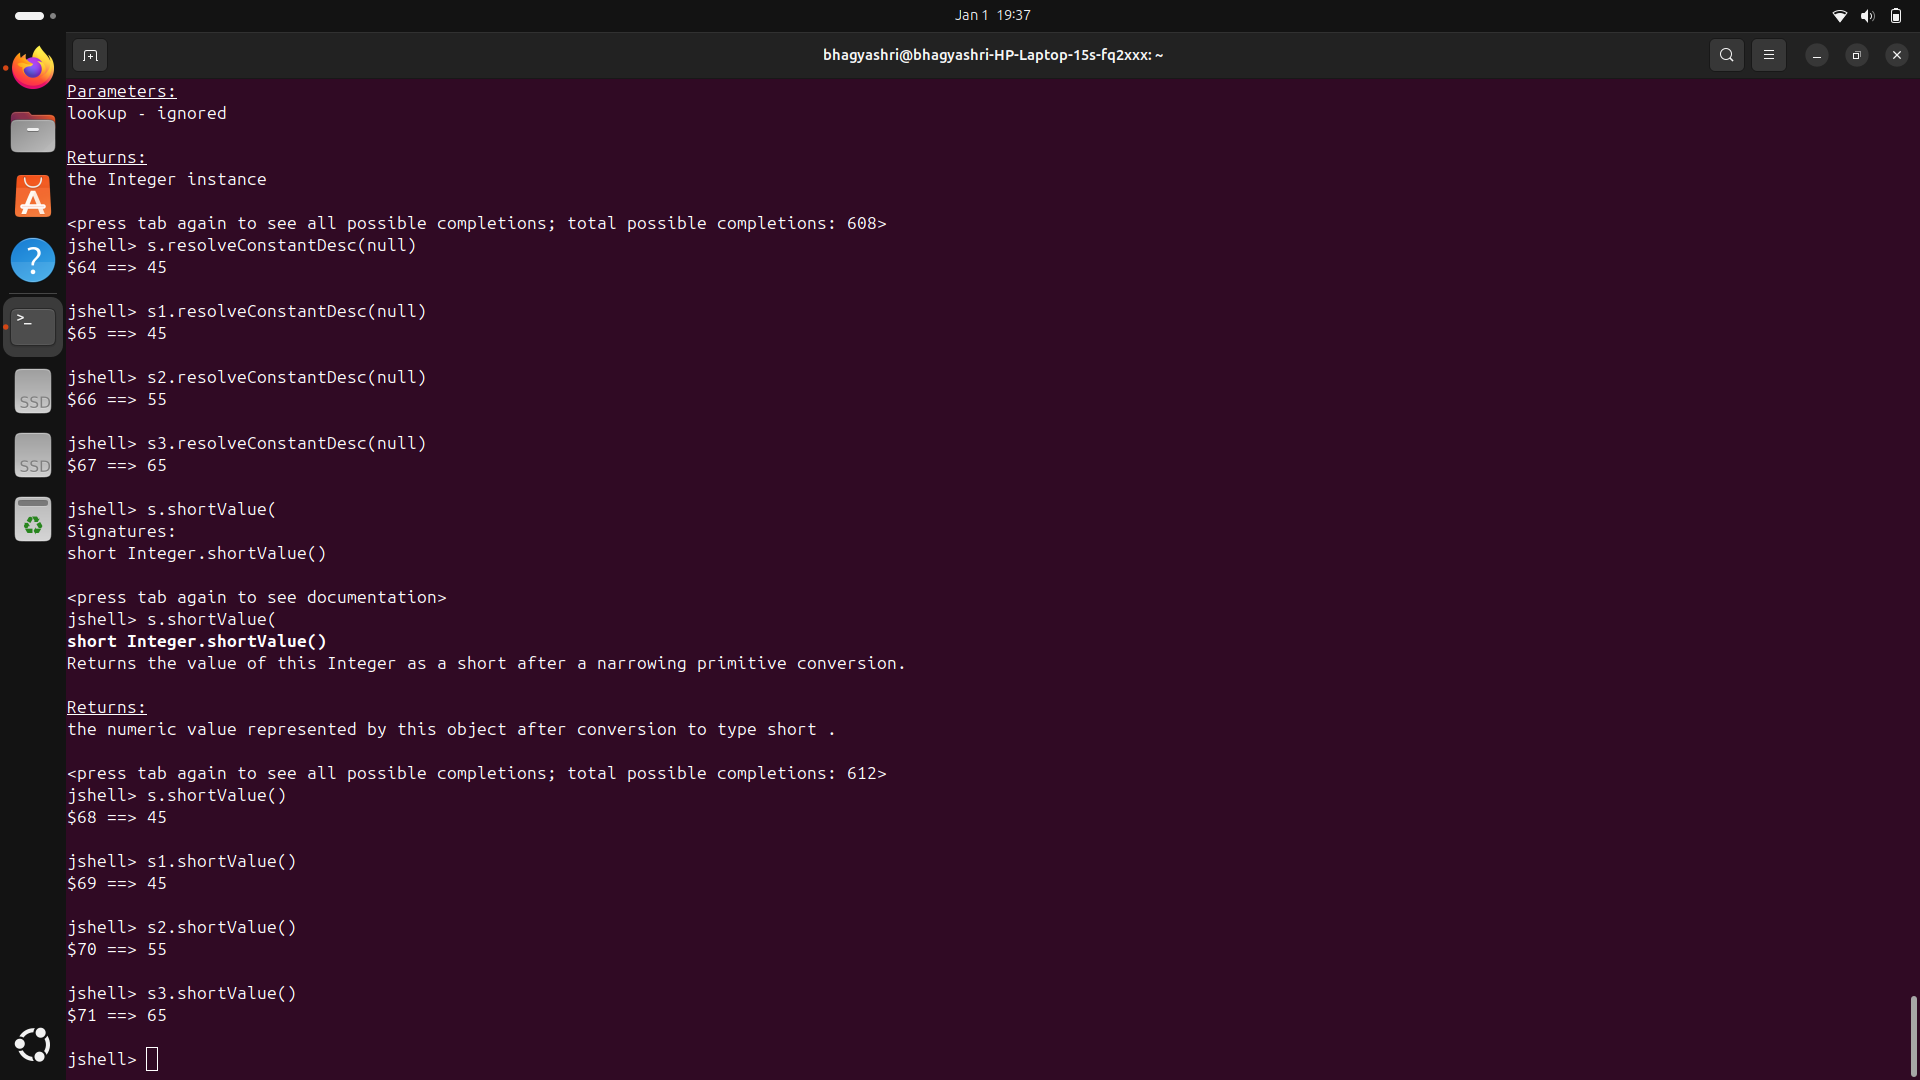 Jan 1 19:37
bhagyashri@bhagyashri-HP-Laptop-15s-fq2xxx: ~
Parameters:
lookup - ignored
Returns:
the Integer instance
<press tab again to see all possible completions; total possible completions: 608>
jshell> s.resolveConstantDesc(null)
$64 ==> 45
jshell> s1.resolveConstantDesc(null)
$65 ==> 45
jshell> s2.resolveConstantDesc(null)
$66 ==> 55
jshell> s3.resolveConstantDesc(null)
$67 ==> 65
jshell> s.shortValue(
Signatures:
short Integer.shortValue()
<press tab again to see documentation>
jshell> s.shortValue(
short Integer.shortValue()
Returns the value of this Integer as a short after a narrowing primitive conversion.
Returns:
the numeric value represented by this object after conversion to type short .
<press tab again to see all possible completions; total possible completions: 612>
jshell> s.shortValue()
$68 ==> 45
jshell> s1.shortValue()
$69 ==> 45
jshell> s2.shortValue()
$70 ==> 55
jshell> s3.shortValue()
$71 ==> 65
jshell>
?
>_
SSD
SSD